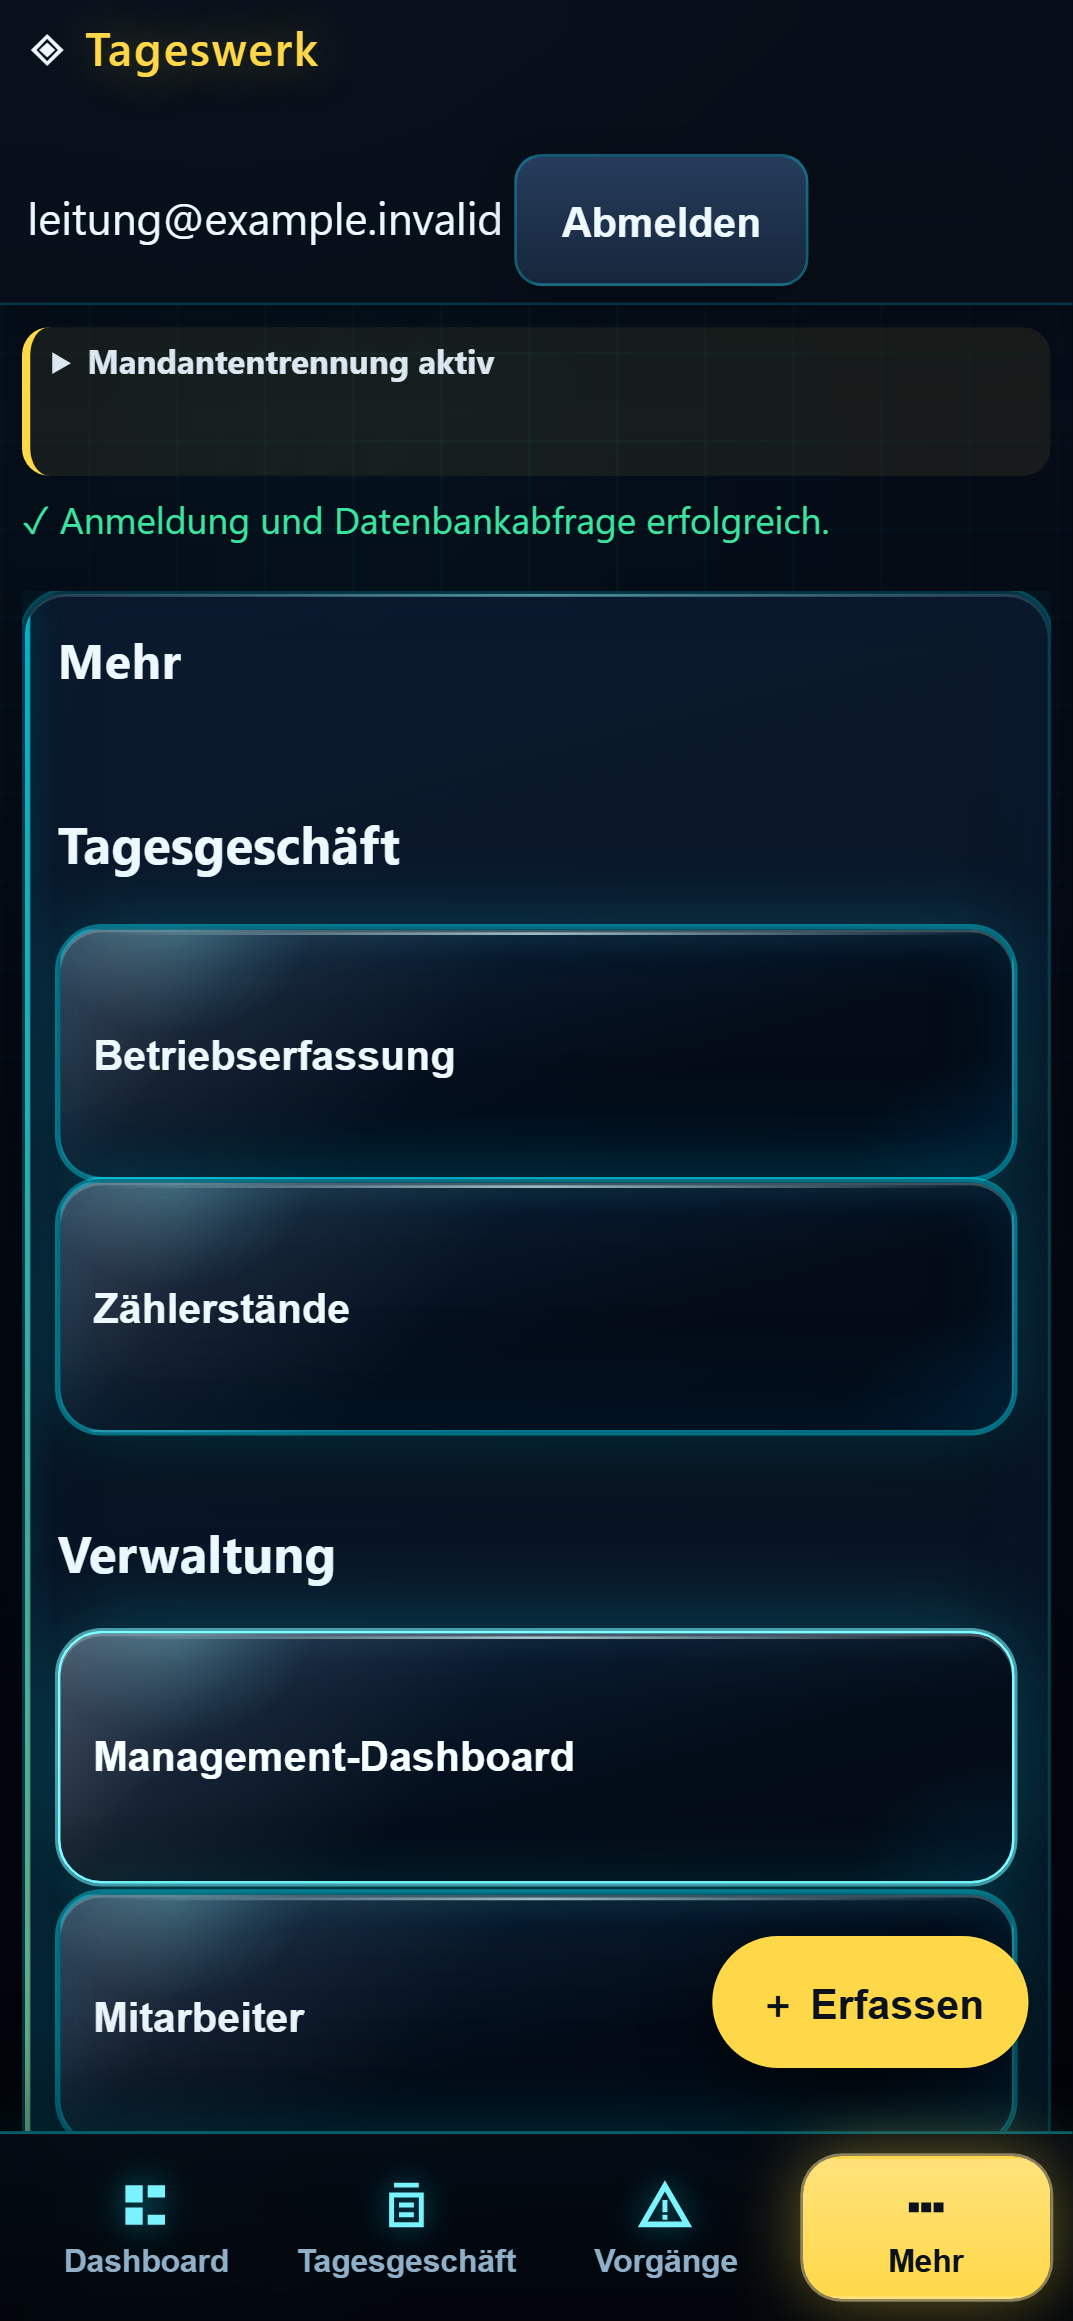 Tageswerk
leitung@example.invalid Abmelden
Mandantentrennung aktiv
✓ Anmeldung und Datenbankabfrage erfolgreich.
Mehr
Tagesgeschäft
Betriebserfassung
Zählerstände
Verwaltung
Management-Dashboard
Mitarbeiter
+ Erfassen
Dashboard Tagesgeschäft Vorgänge Mehr